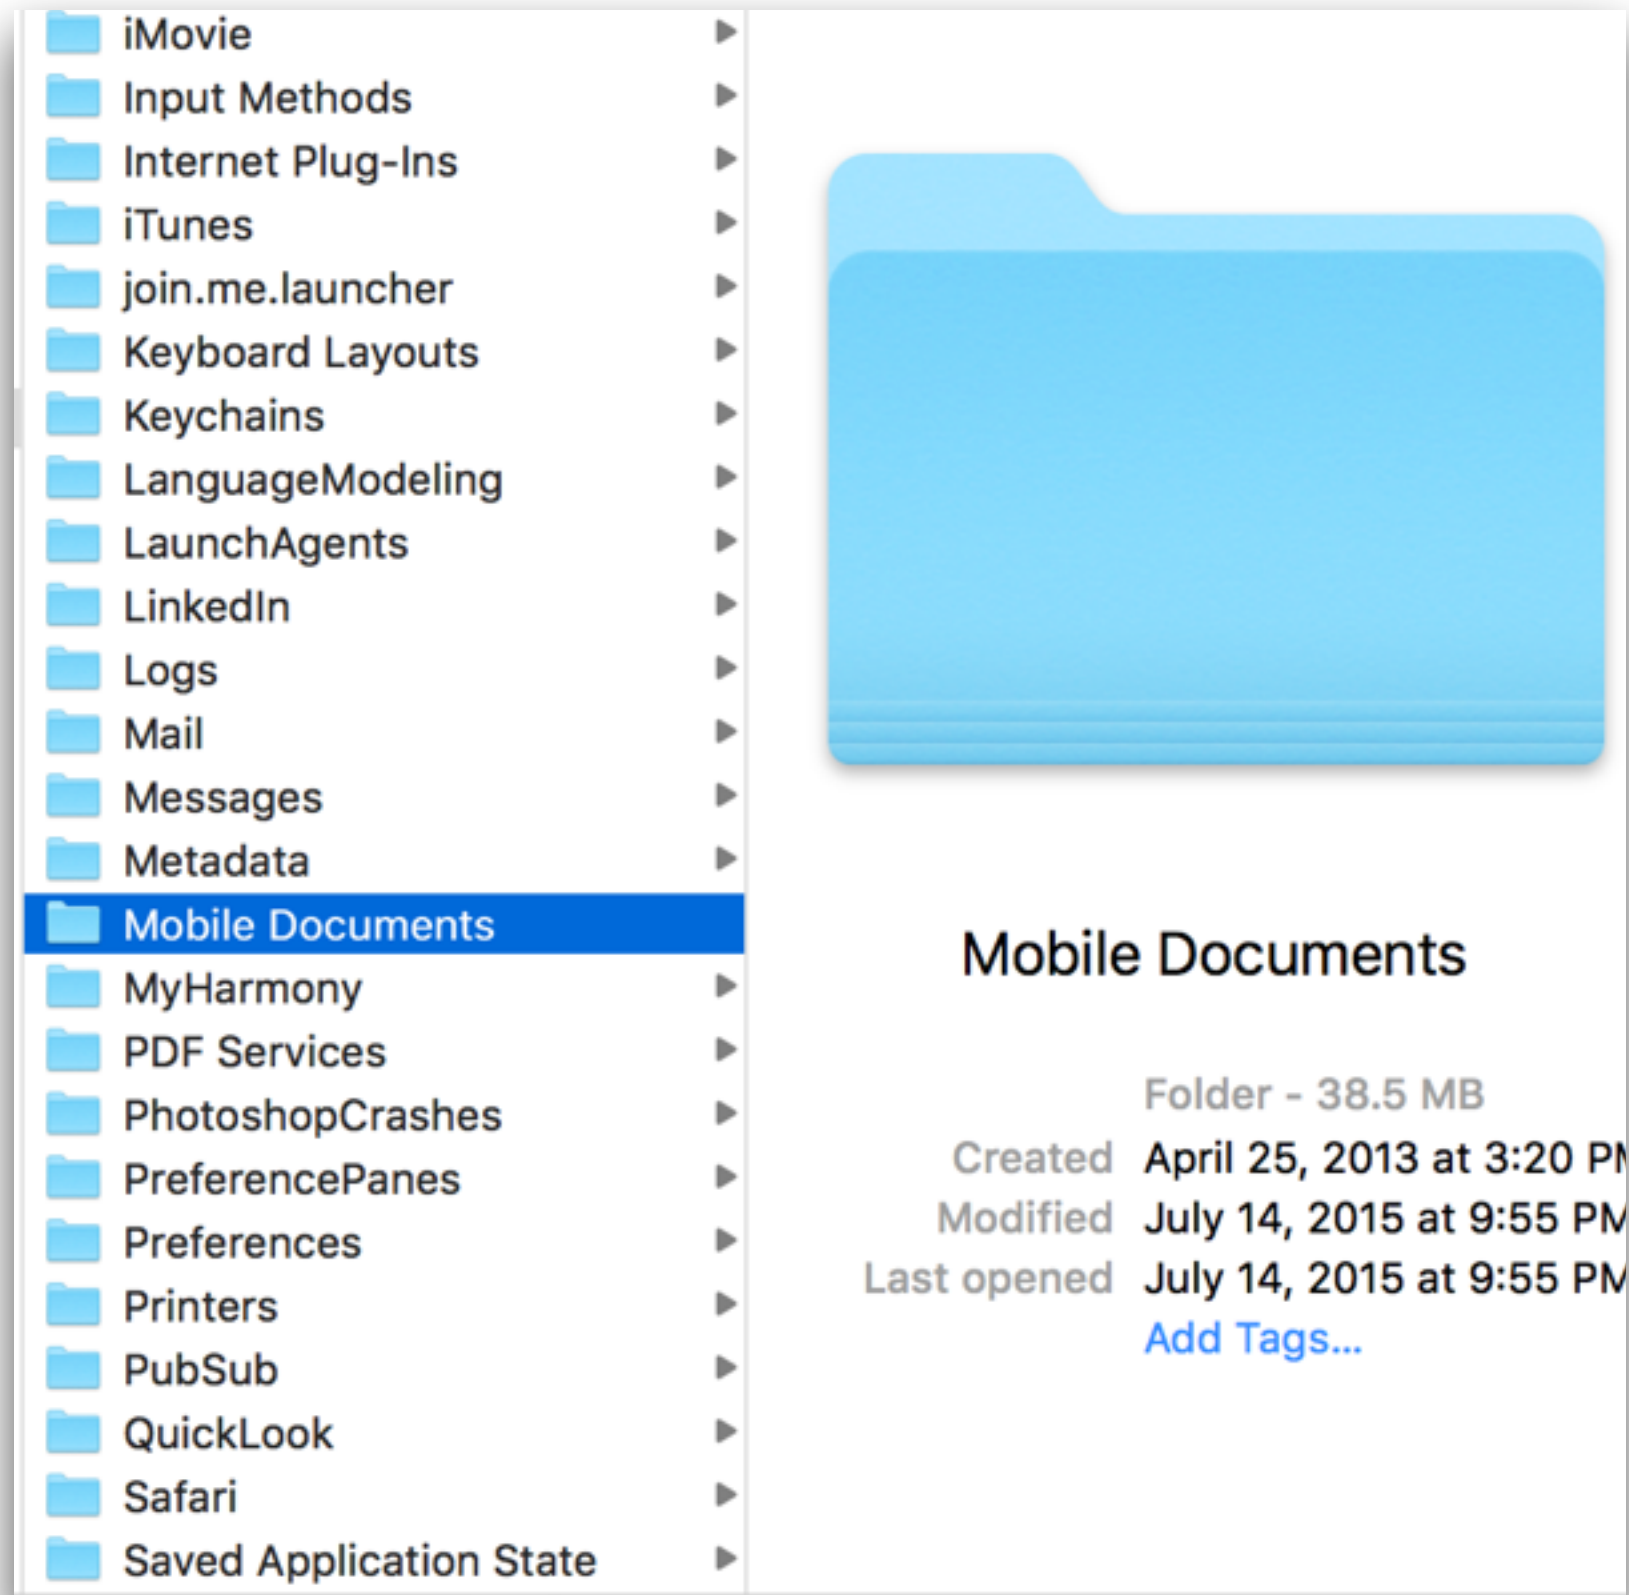 iMovie
Input Methods
Internet Plug-Ins
iTunes
join.me.launcher
Keyboard Layouts
Keychains
LanguageModeling
LaunchAgents
LinkedIn
Logs
Mail
Messages
Metadata
Mobile Documents
MyHarmony
PDF Services
PhotoshopCrashes
PreferencePanes
Preferences
Printers
PubSub
QuickLook
Safari
Saved Application State
Mobile Documents
Folder - 38.5 MB
Created April 25, 2013 at 3:20 PM
Modified July 14, 2015 at 9:55 PM
Last opened July 14, 2015 at 9:55 PM
Add Tags...